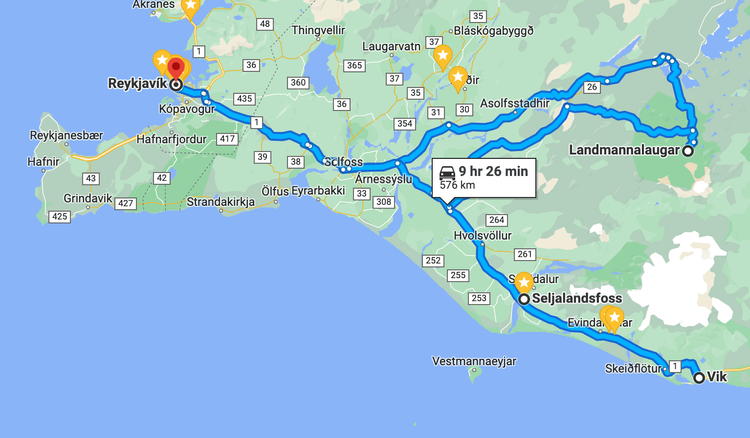 Akranes
48
35
Thingvellir
Bláskógabyggð
1
Laugarvatn
37
36
365
Reykjavík
360
37
26
435
35
Kópavogur
36
31
30
Asolfsstadhir
1
354
Reykjanesbær
417
Hafnarfjordur
Landmannalaugar
Hafnir
39
38
Selfoss
9 hr 26 min
576 km
43
42
Árnessýslu
33
Grindavik
427
Ölfus
Eyrarbakki
308
425
Strandakirkja
264
Hvolsvöllur
252
261
255
253
Seljalandsfoss
Vestmannaeyjar
Skeiðflötur
1
Vik